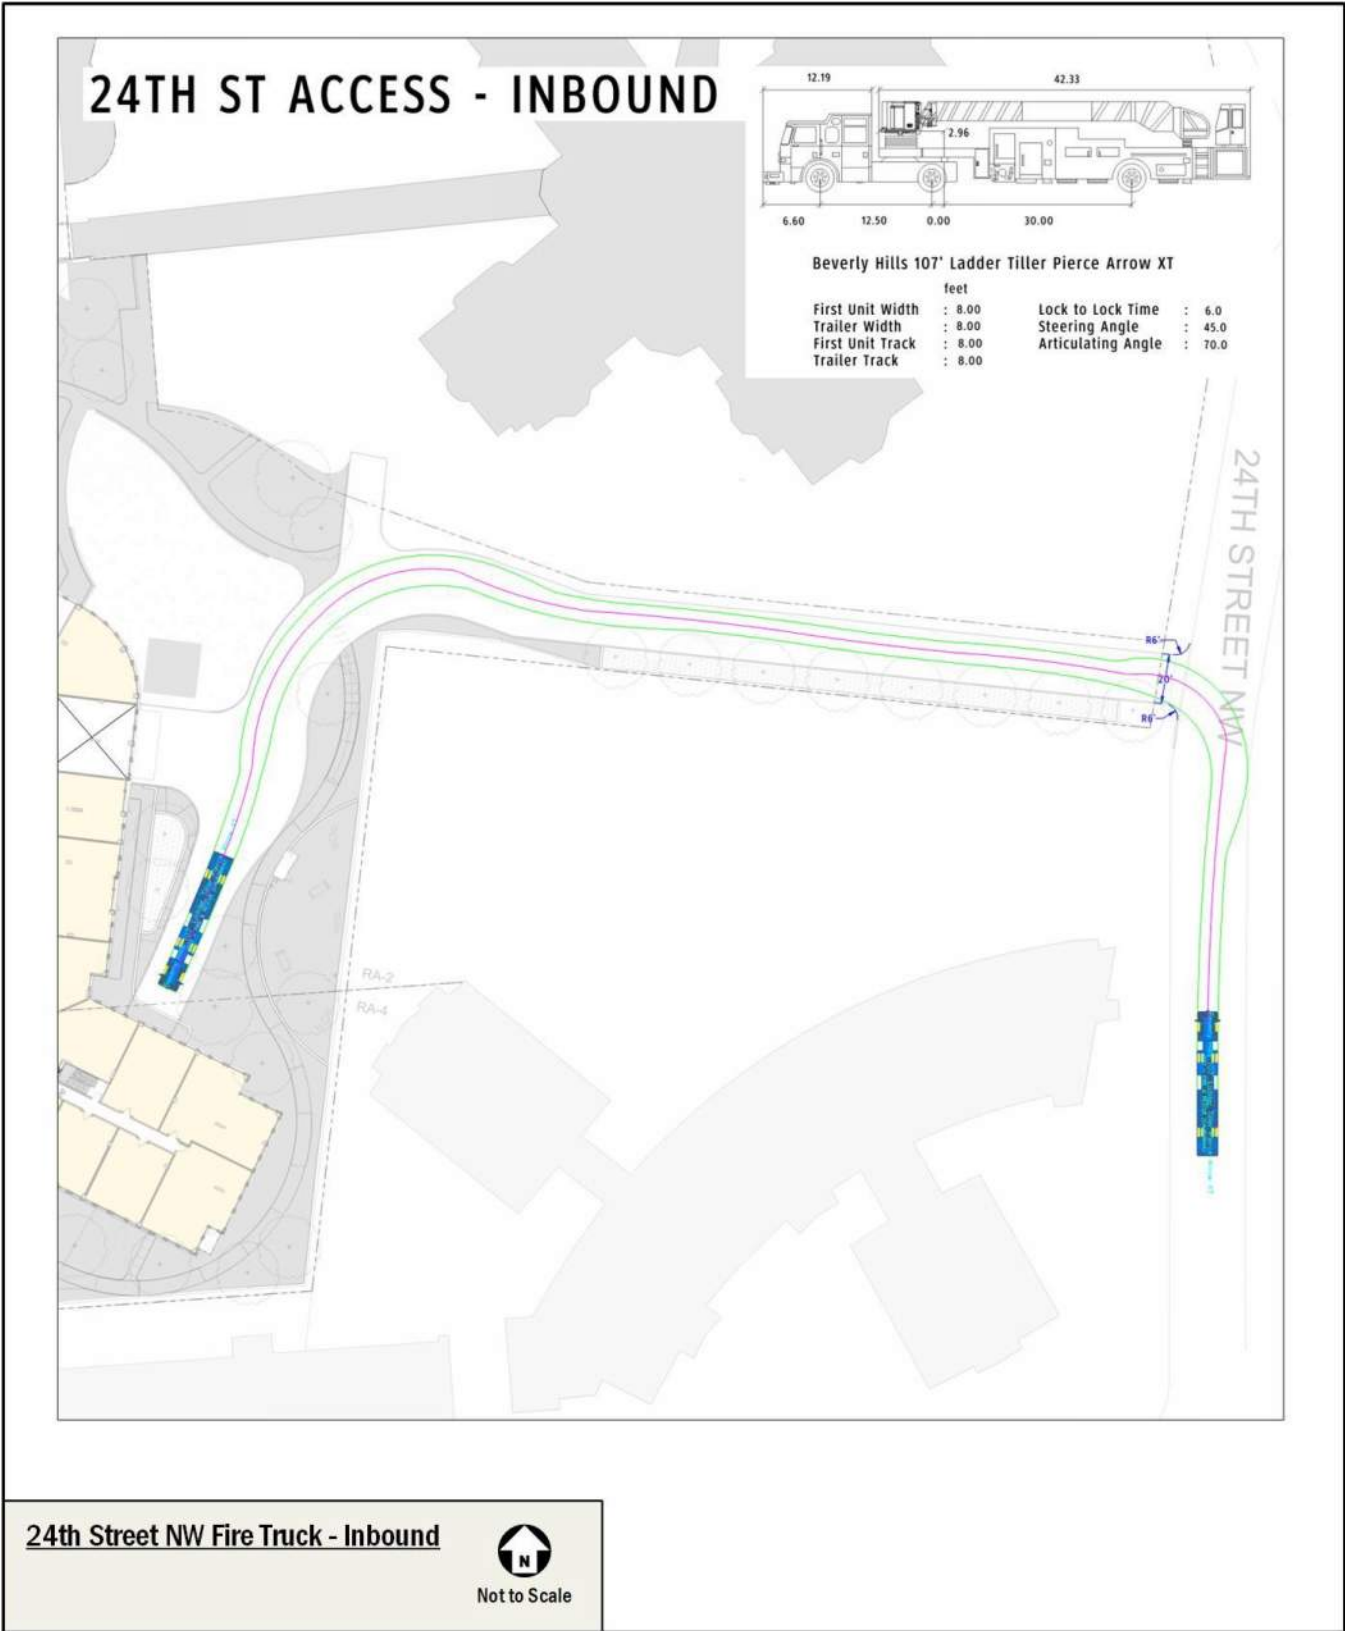 24TH ST ACCESS - INBOUND
12.19
42.33
2.96
6.60
12.50
0.00
30.00
Beverly Hills 107' Ladder Tiller Pierce Arrow XT
feet
First Unit Width : 8.00
Trailer Width : 8.00
First Unit Track : 8.00
Trailer Track : 8.00
Lock to Lock Time : 6.0
Steering Angle : 45.0
Articulating Angle : 70.0
24TH STREET NW
R6'
20'
R6'
RA-2
RA-4
24th Street NW Fire Truck - Inbound
N
Not to Scale